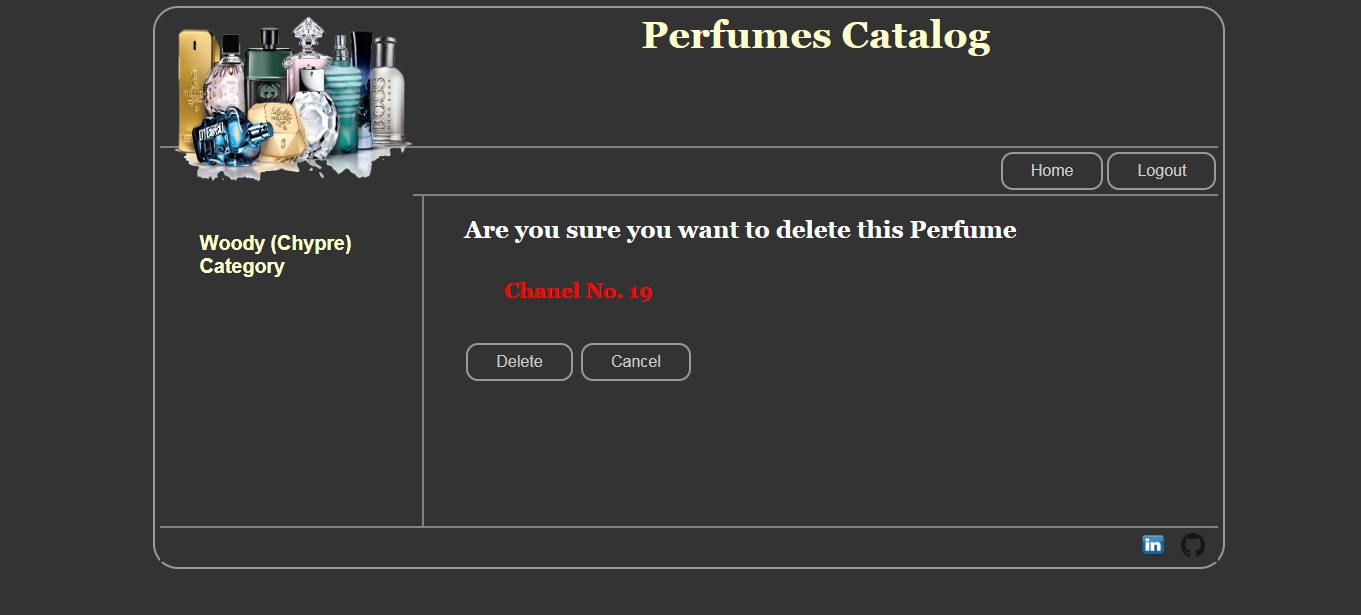 Perfumes Catalog
BOSS
Home
Logout
Woody (Chypre)
Category
Are you sure you want to delete this Perfume
Chanel No. 19
Delete
Cancel
in